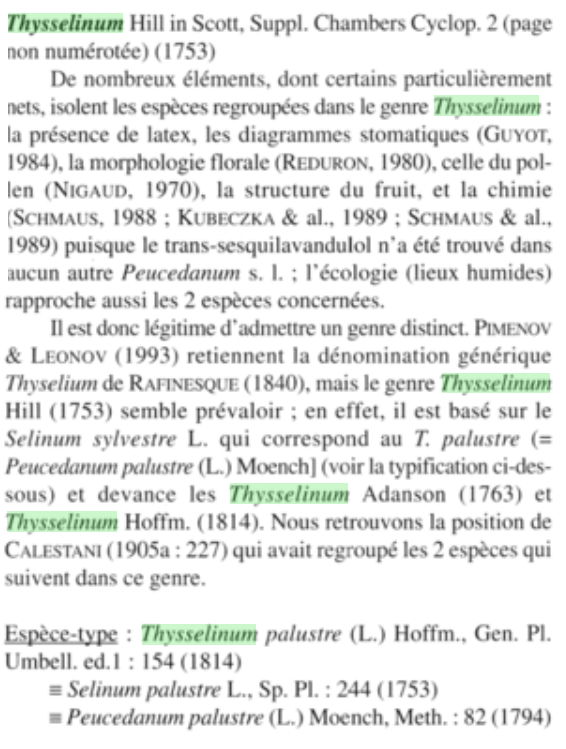 Thysselinum Hill in Scott, Suppl. Chambers Cyclop. 2 (page
non numérotée) (1753)
De nombreux éléments, dont certains particulièrement
nets, isolent les espèces regroupées dans le genre Thysselinum :
la présence de latex, les diagrammes stomatiques (GUYOT,
1984), la morphologie florale (REDURON, 1980), celle du pol-
len (NIGAUD, 1970), la structure du fruit, et la chimie
(SCHMAUS, 1988 ; KUBECZKA & al., 1989 ; SCHMAUS & al.,
1989) puisque le trans-sesquilavandulol n'a été trouvé dans
aucun autre Peucedanum s. l. ; l'écologie (lieux humides)
rapproche aussi les 2 espèces concernées.
Il est donc légitime d'admettre un genre distinct. PIMENOV
& LEONOV (1993) retiennent la dénomination générique
Thyselium de RAFINESQUE (1840), mais le genre Thysselinum
Hill (1753) semble prévaloir ; en effet, il est basé sur le
Selinum sylvestre L. qui correspond au T. palustre (=
Peucedanum palustre (L.) Moench] (voir la typification ci-des-
sous) et devance les Thysselinum Adanson (1763) et
Thysselinum Hoffm. (1814). Nous retrouvons la position de
CALESTANI (1905a : 227) qui avait regroupé les 2 espèces qui
suivent dans ce genre.
Espèce-type : Thysselinum palustre (L.) Hoffm., Gen. Pl.
Umbell. ed.1 : 154 (1814)
≡ Selinum palustre L., Sp. Pl. : 244 (1753)
≡ Peucedanum palustre (L.) Moench, Meth. : 82 (1794)